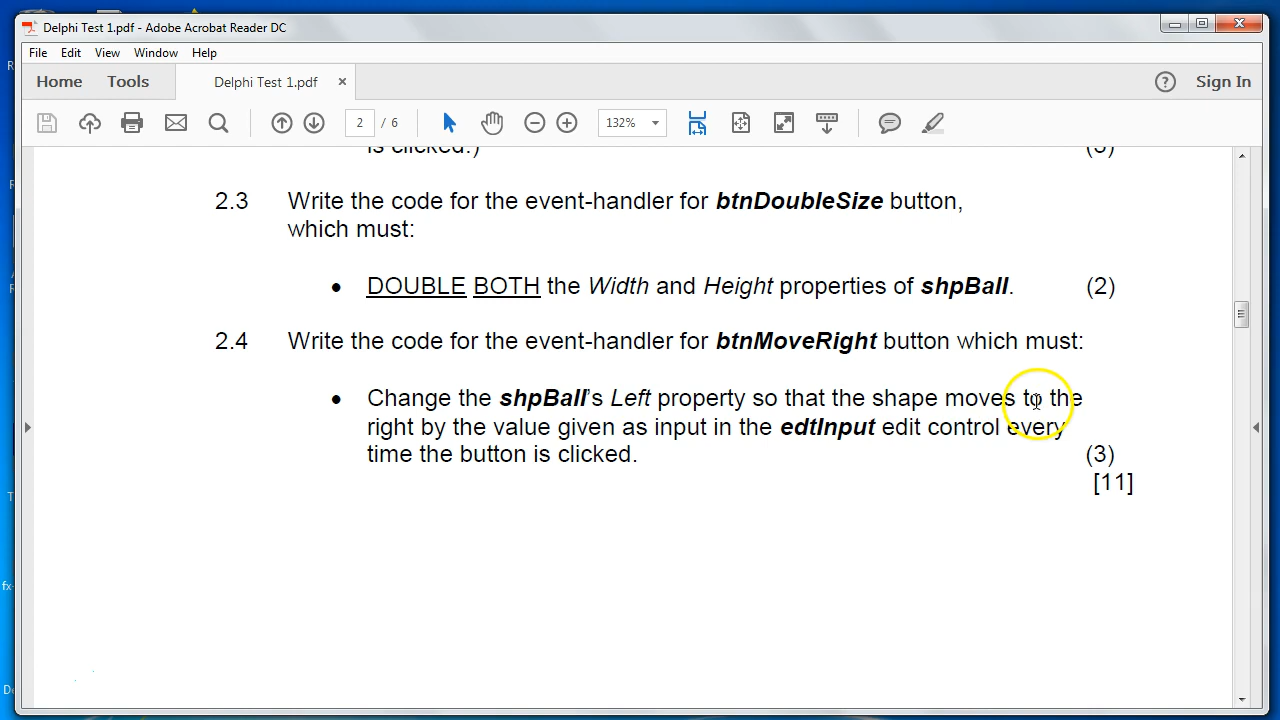 Delphi Test 1.pdf - Adobe Acrobat Reader DC
File Edit View Window Help
Home Tools Delphi Test 1.pdf × ? Sign In
2 / 6 132%
is clicked.)
2.3 Write the code for the event-handler for btnDoubleSize button,
which must:
• DOUBLE BOTH the Width and Height properties of shpBall. (2)
2.4 Write the code for the event-handler for btnMoveRight button which must:
• Change the shpBall's Left property so that the shape moves to the
right by the value given as input in the edtInput edit control every
time the button is clicked. (3)
[11]